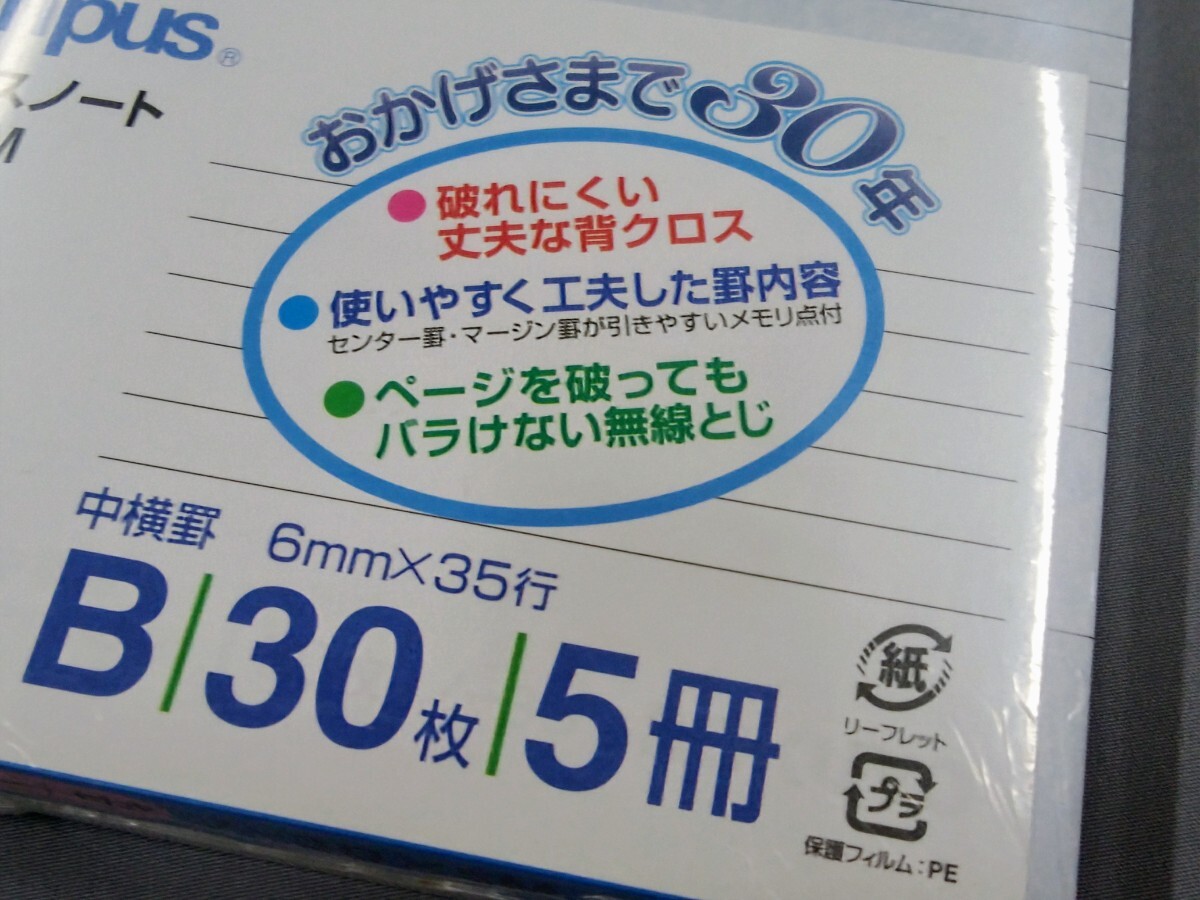 mpus®
スノート
おかげさまで30年
●破れにくい
丈夫な背クロス
●使いやすく工夫した罫内容
センター罫・マージン罫が引きやすいメモリ点付
●ページを破っても
バラけない無線とじ
中横罫 6mm×35行
B/30枚/5冊
紙
リーフレット
プラ
保護フィルム:PE